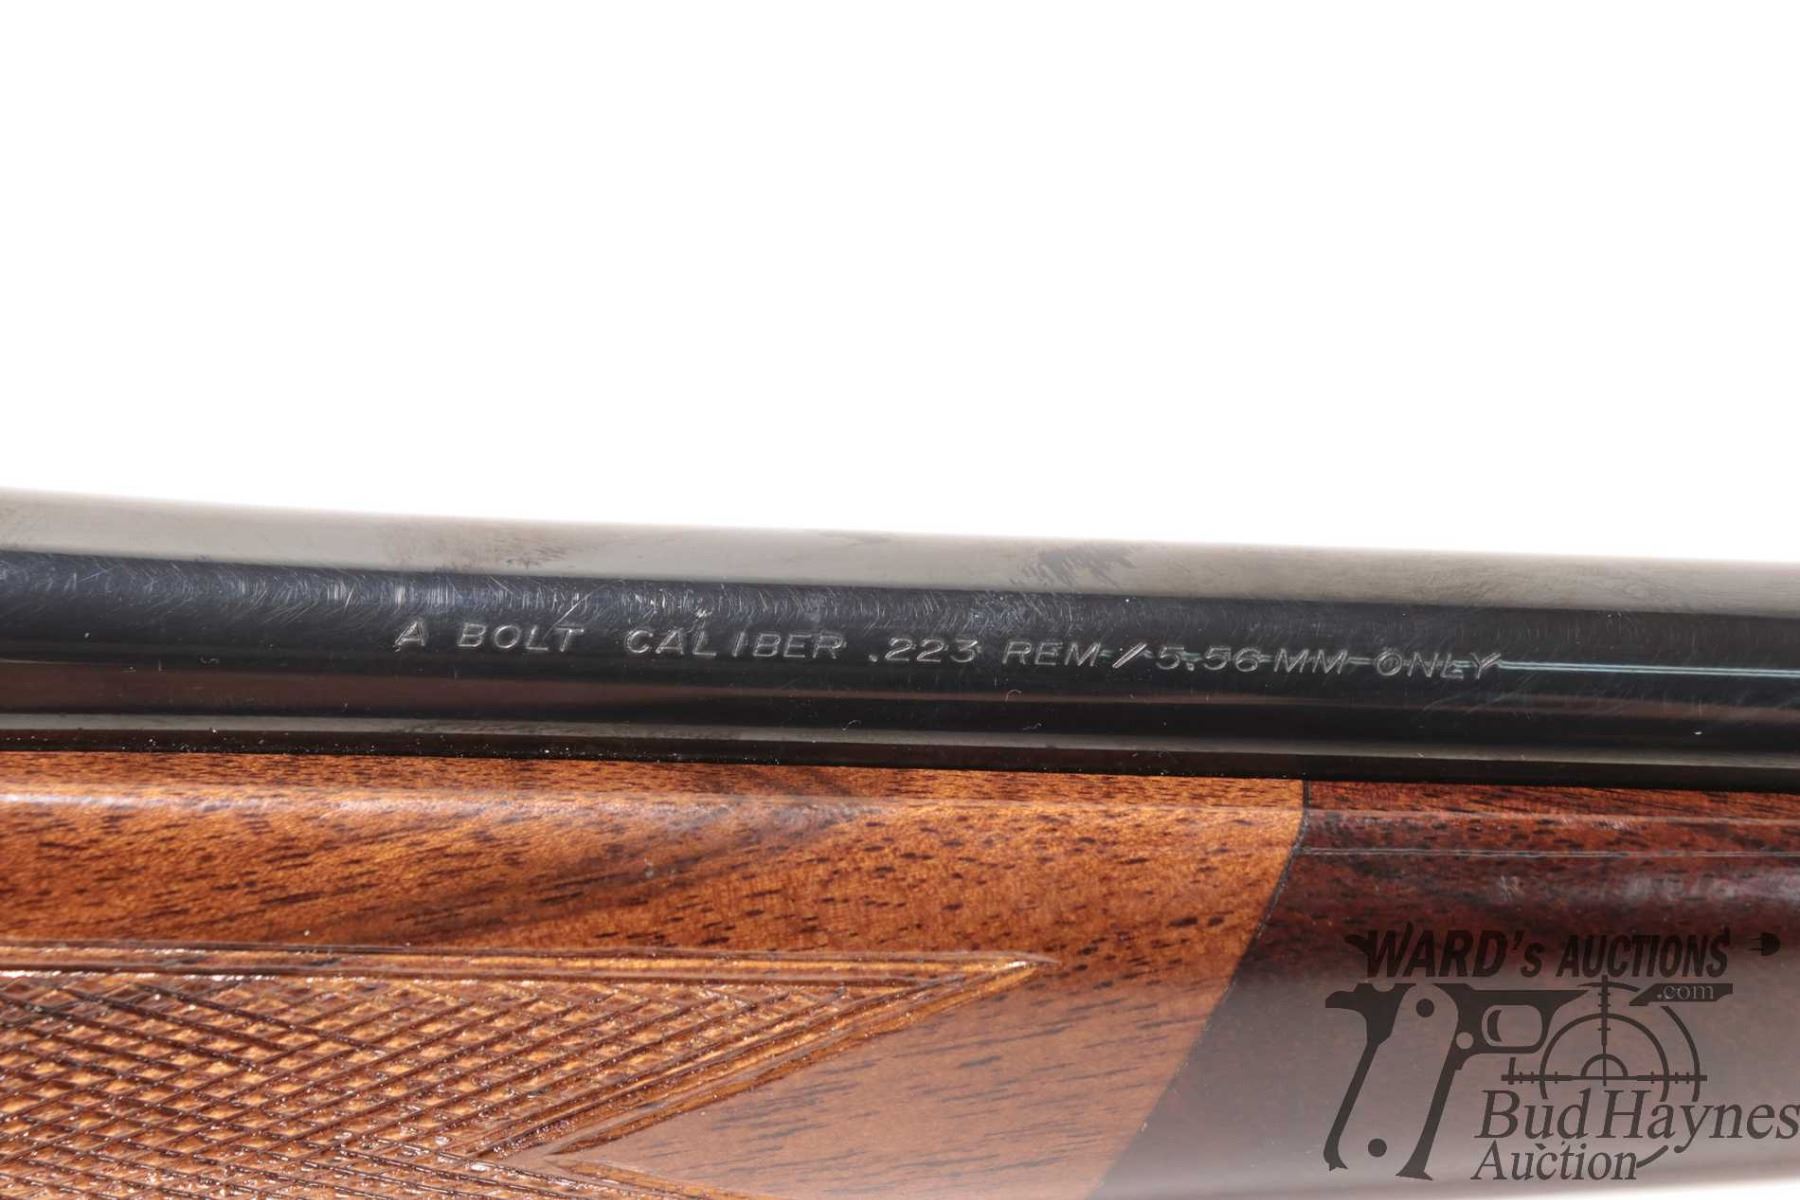 A BOLT CALIBER .223 REM/5.56 MM ONLY
WARD's AUCTIONS
.com
Bud Haynes
Auction